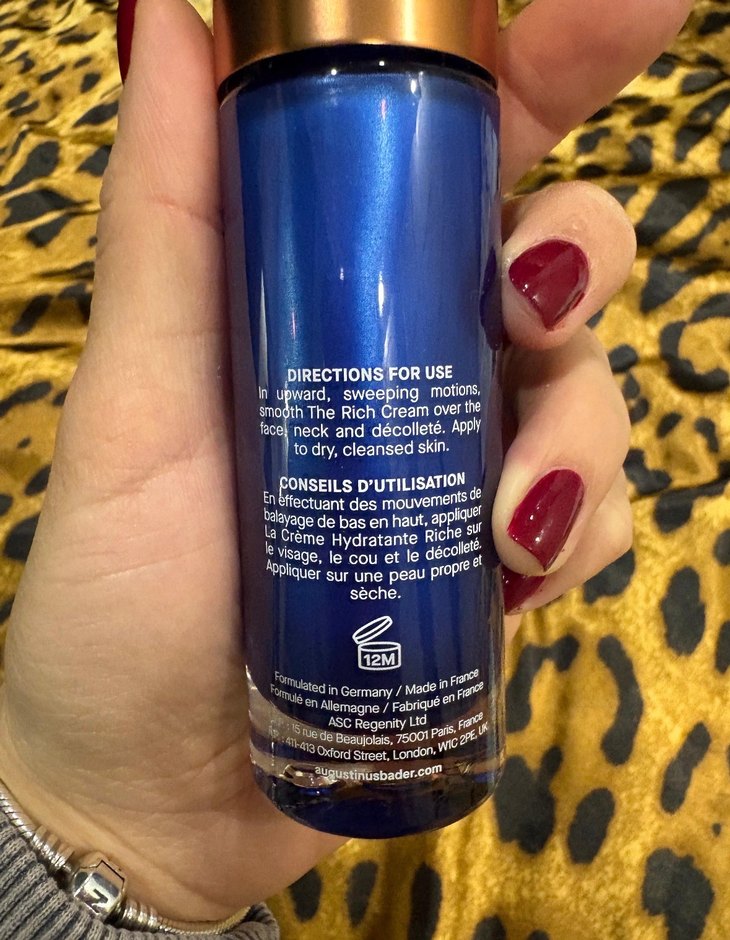 DIRECTIONS FOR USE
In upward, sweeping motions,
smooth The Rich Cream over the
face, neck and décolleté. Apply
to dry, cleansed skin.
CONSEILS D'UTILISATION
En effectuant des mouvements de
balayage de bas en haut, appliquer
La Crème Hydratante Riche sur
le visage, le cou et le décolleté.
Appliquer sur une peau propre et
sèche.
12M
Formulated in Germany / Made in France
Formulé en Allemagne / Fabriqué en France
ASC Regenity Ltd
: 15 rue de Beaujolais, 75001 Paris, France
: 411-413 Oxford Street, London, W1C 2PE, UK
augustinusbader.com